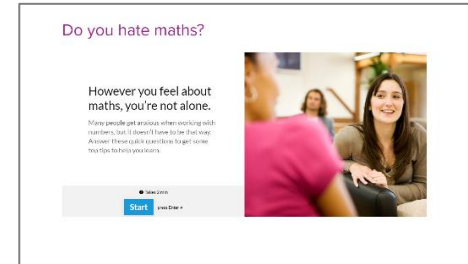 Do you hate maths?
However you feel about
maths, you're not alone.
Many people get anxious when working with
numbers, but it doesn't have to be that way.
Answer these quick questions to get some
top tips to help you learn.
Takes 2 min
Start press Enter ↵